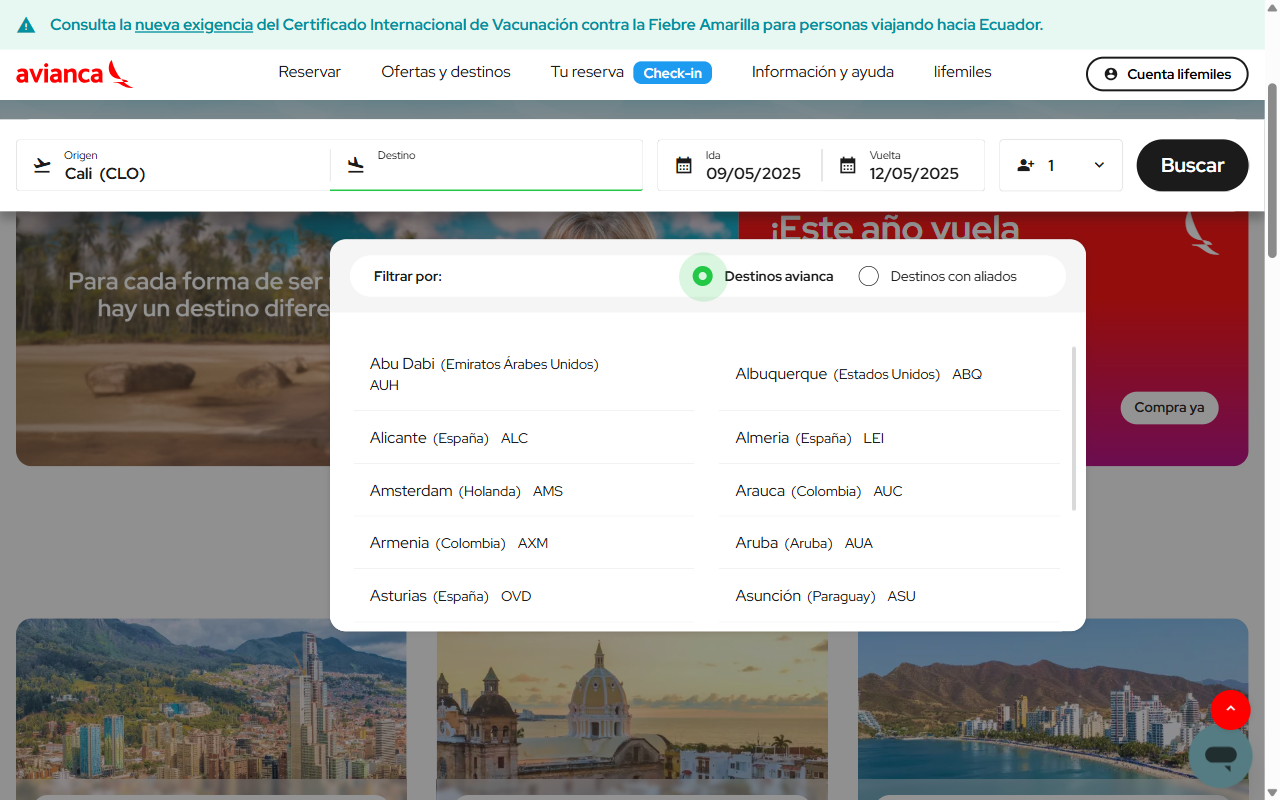 Consulta la nueva exigencia del Certificado Internacional de Vacunación contra la Fiebre Amarilla para personas viajando hacia Ecuador.
avianca
Reservar
Ofertas y destinos
Tu reserva
Check-in
Información y ayuda
lifemiles
Cuenta lifemiles
Origen
Cali (CLO)
Destino
Ida
09/05/2025
Vuelta
12/05/2025
1
Buscar
Para cada forma de ser
hay un destino difere
¡Este año vuela
Filtrar por:
Destinos avianca
Destinos con aliados
Abu Dabi (Emiratos Árabes Unidos)
AUH
Albuquerque (Estados Unidos) ABQ
Alicante (España) ALC
Almeria (España) LEI
Amsterdam (Holanda) AMS
Arauca (Colombia) AUC
Armenia (Colombia) AXM
Aruba (Aruba) AUA
Asturias (España) OVD
Asunción (Paraguay) ASU
Compra ya